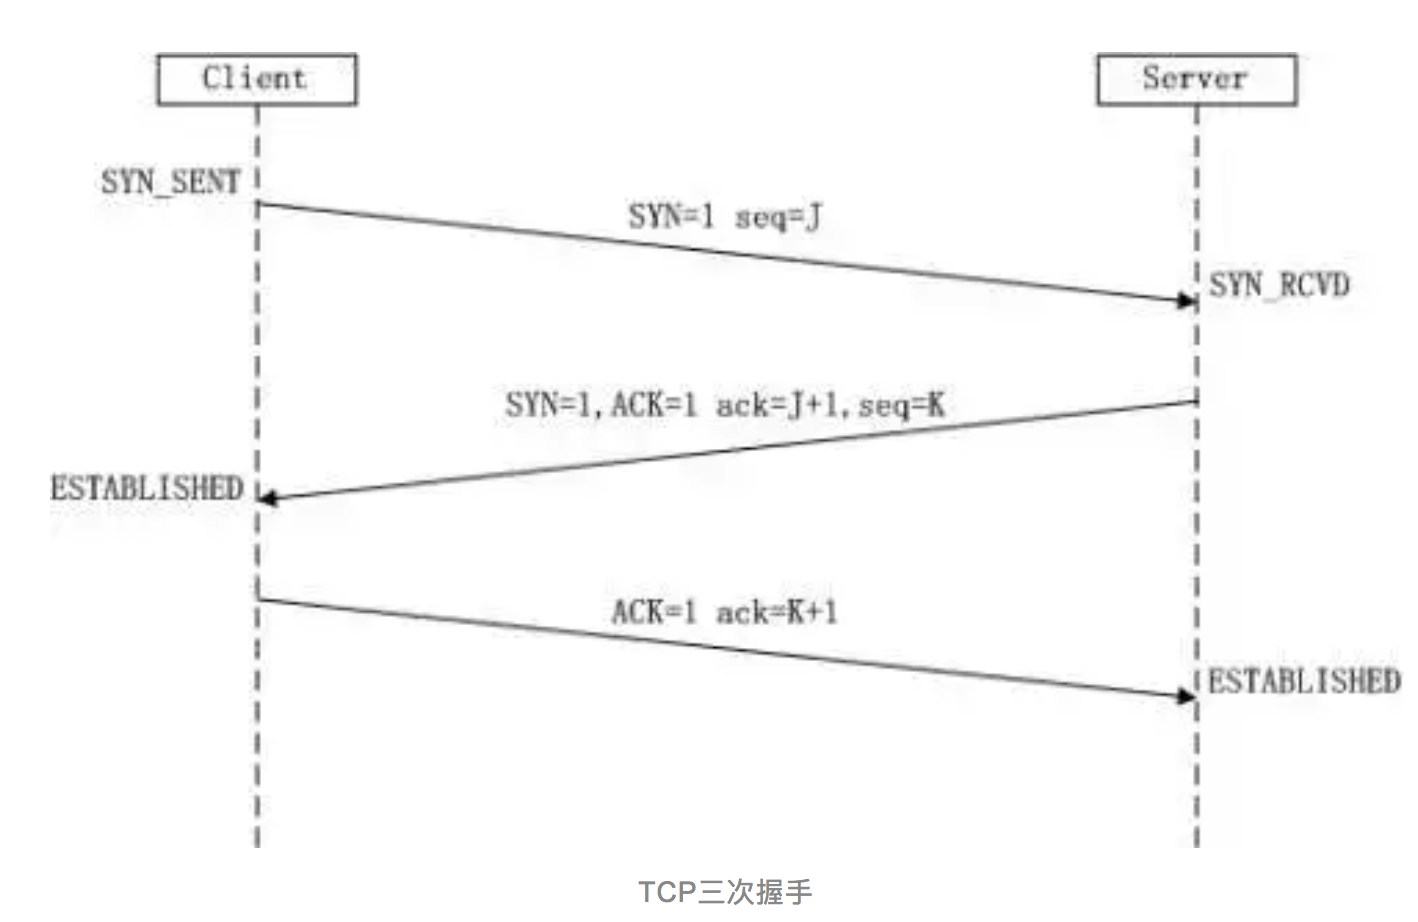 Client
Server
SYN_SENT
SYN=1 seq=J
SYN_RCVD
SYN=1,ACK=1 ack=J+1,seq=K
ESTABLISHED
ACK=1 ack=K+1
ESTABLISHED
TCP三次握手